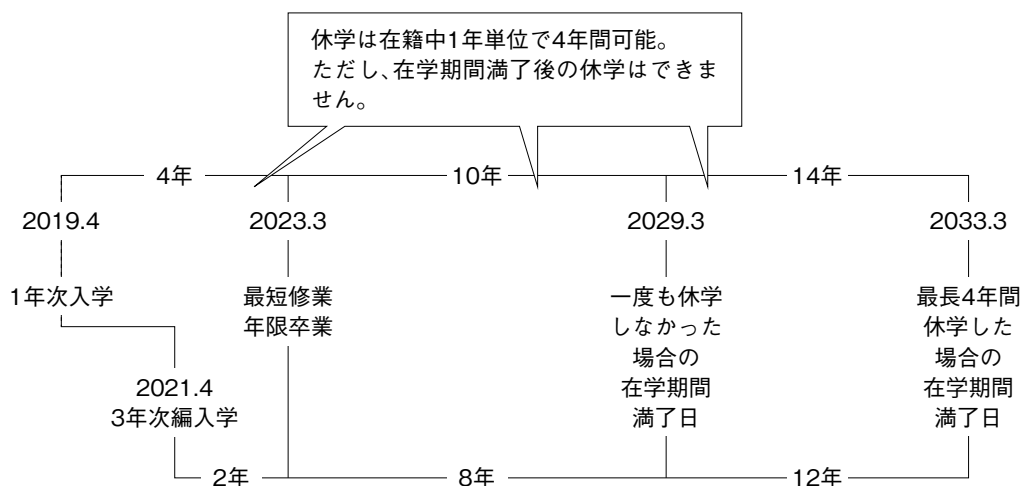 休学は在籍中1年単位で4年間可能。
ただし、在学期間満了後の休学はできま
せん。
4年
10年
14年
2019.4
2023.3
2029.3
2033.3
1年次入学
最短修業
年限卒業
一度も休学
しなかった
場合の
在学期間
満了日
最長4年間
休学した
場合の
在学期間
満了日
2021.4
3年次編入学
2年
8年
12年